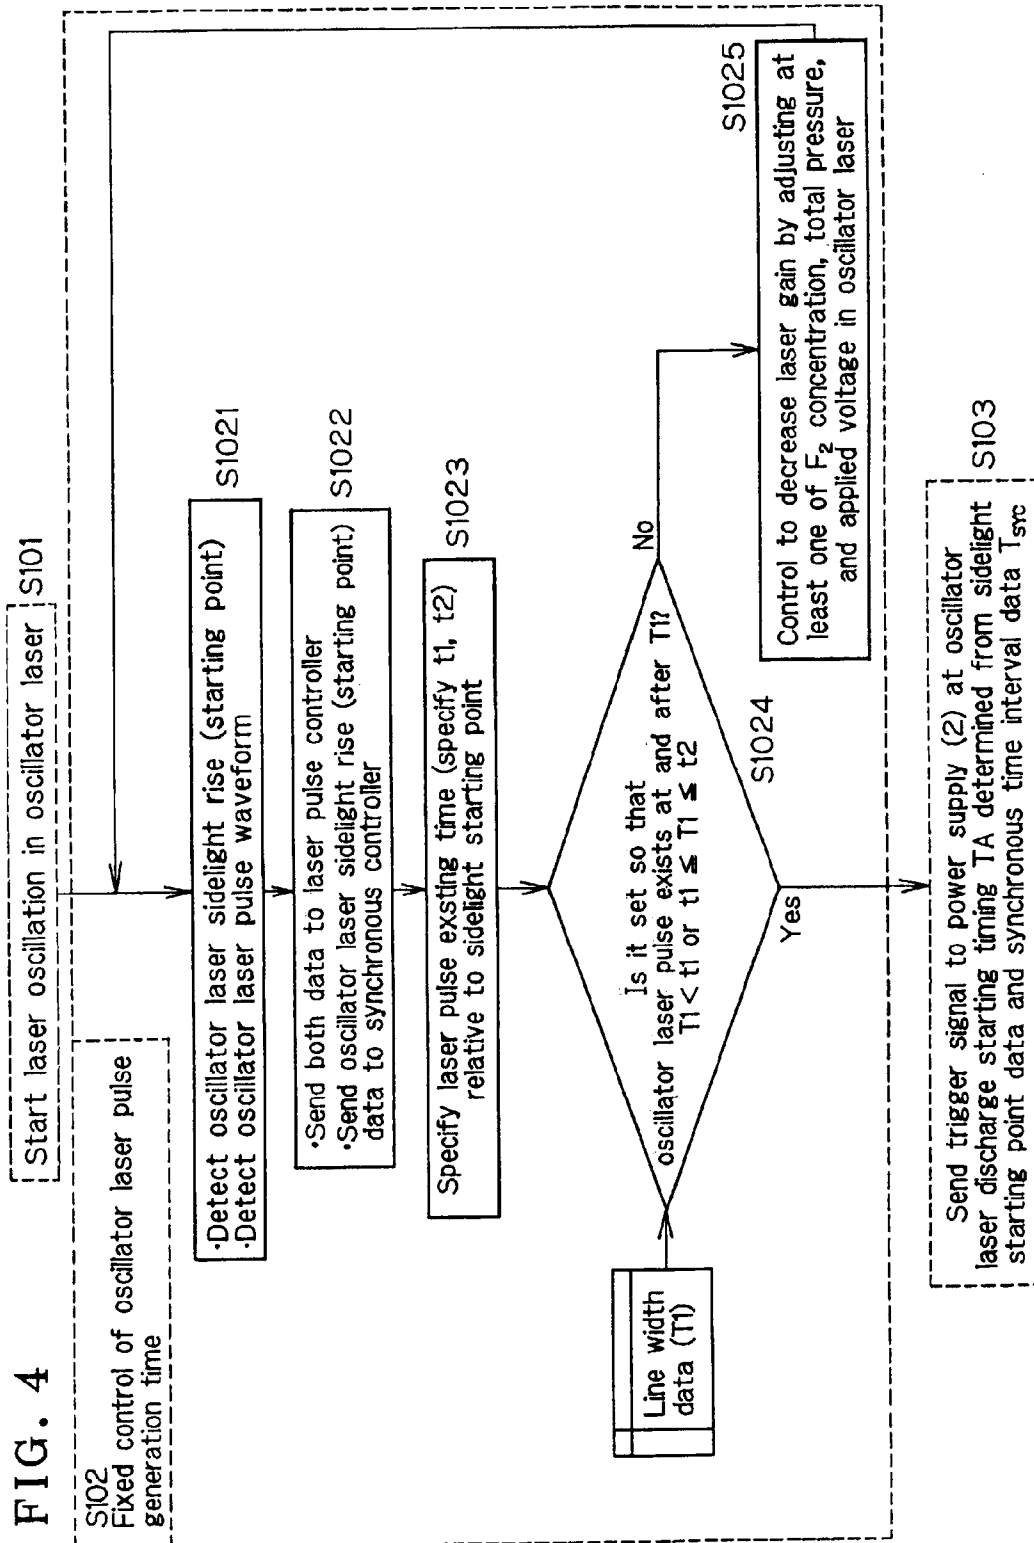 FIG. 4
Start laser oscillation in oscillator laser
S101
S102
Fixed control of oscillator laser pulse
generation time
·Detect oscillator laser sidelight rise (starting point)
·Detect oscillator laser pulse waveform
S1021
·Send both data to laser pulse controller
·Send oscillator laser sidelight rise (starting point)
data to synchronous controller
S1022
Specify laser pulse exsting time (specify t1, t2)
relative to sidelight starting point
S1023
Line width
data (T1)
Is it set so that
oscillator laser pulse exists at and after T1?
T1 < t1 or t1 ≦ T1 ≦ t2
S1024
No
Yes
S1025
Control to decrease laser gain by adjusting at
least one of F2 concentration, total pressure,
and applied voltage in oscillator laser
Send trigger signal to power supply (2) at oscillator
laser discharge starting timing TA determined from sidelight
starting point data and synchronous time interval data TSYC
S103